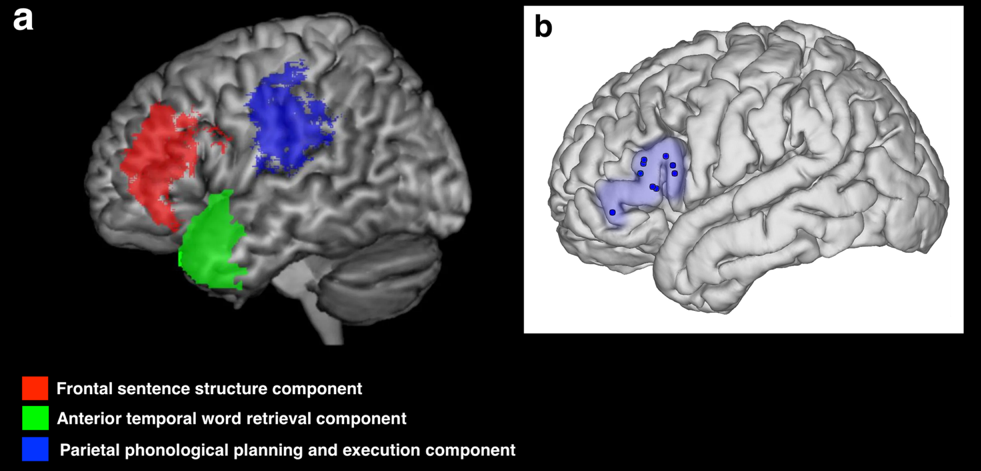 a
b
Frontal sentence structure component
Anterior temporal word retrieval component
Parietal phonological planning and execution component